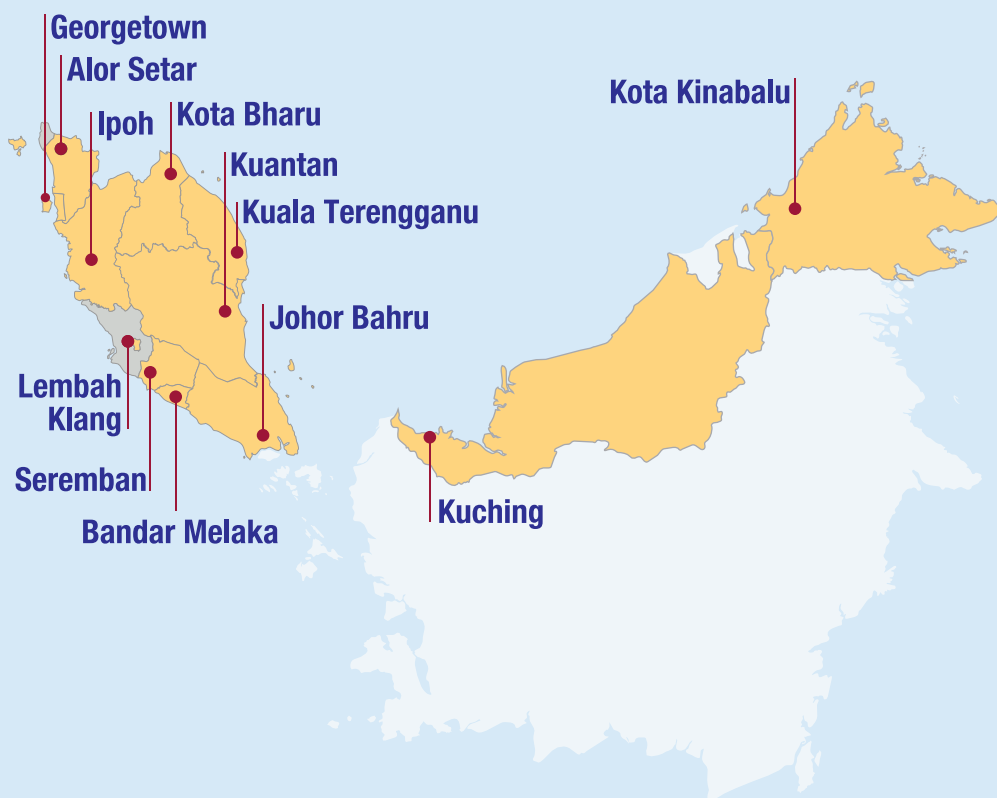 Georgetown
Alor Setar
Kota Kinabalu
Ipoh
Kota Bharu
Kuantan
Kuala Terengganu
Johor Bahru
Lembah
Klang
Seremban
Kuching
Bandar Melaka